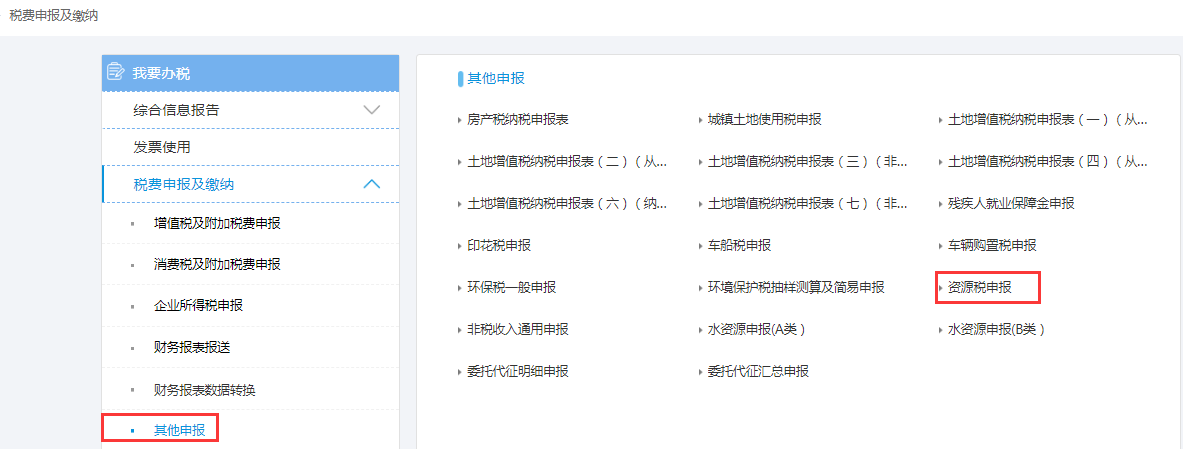 税费申报及缴纳
我要办税
综合信息报告
发票使用
税费申报及缴纳
增值税及附加税费申报
消费税及附加税费申报
企业所得税申报
财务报表报送
财务报表数据转换
其他申报
其他申报
房产税纳税申报表 城镇土地使用税申报 土地增值税纳税申报表（一）（从...
土地增值税纳税申报表（二）（从... 土地增值税纳税申报表（三）（非... 土地增值税纳税申报表（四）（从...
土地增值税纳税申报表（六）（纳... 土地增值税纳税申报表（七）（非... 残疾人就业保障金申报
印花税申报 车船税申报 车辆购置税申报
环保税一般申报 环境保护税抽样测算及简易申报 资源税申报
非税收入通用申报 水资源申报(A类） 水资源申报(B类）
委托代征明细申报 委托代征汇总申报